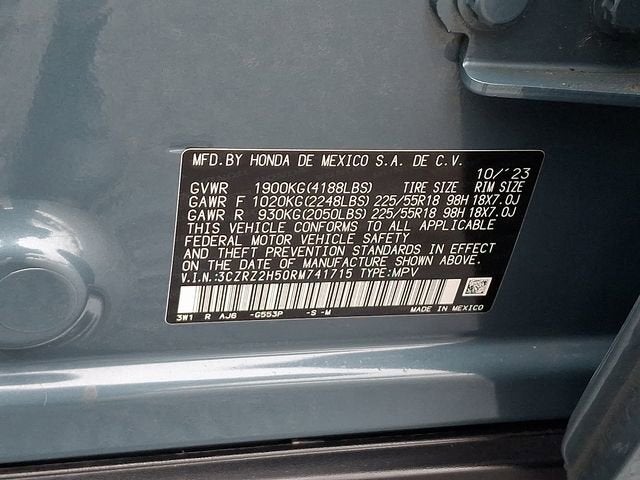 MFD. BY HONDA DE MEXICO S.A. DE C.V.
10/'23
GVWR 1900KG(4188LBS) TIRE SIZE RIM SIZE
GAWR F 1020KG(2248LBS) 225/55R18 98H 18X7.0J
GAWR R 930KG(2050LBS) 225/55R18 98H 18X7.0J
THIS VEHICLE CONFORMS TO ALL APPLICABLE
FEDERAL MOTOR VEHICLE SAFETY
AND THEFT PREVENTION STANDARDS IN EFFECT
ON THE DATE OF MANUFACTURE SHOWN ABOVE.
V.I.N.:3CZRZ2H50RM741715 TYPE:MPV
3W1 R AJ6 -G553P -S -M MADE IN MEXICO